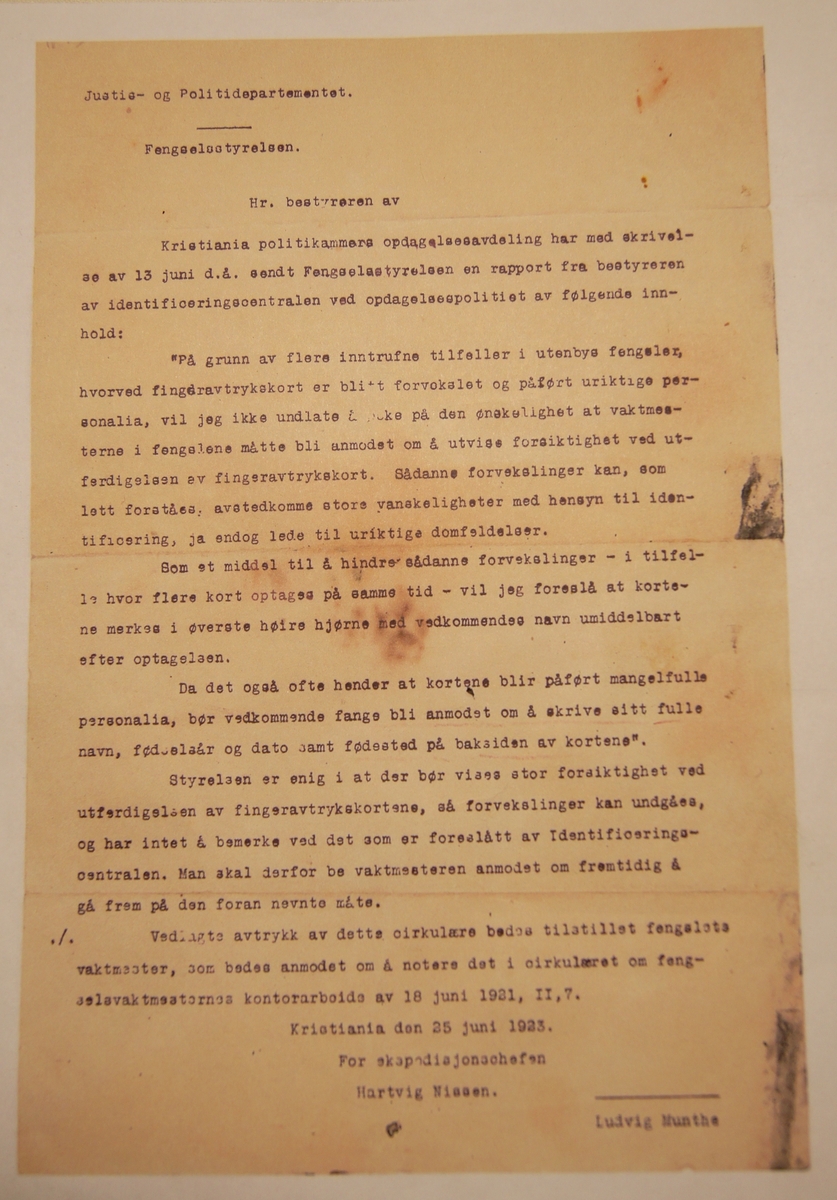 Justis- og Politidepartementet.
Fengselsstyrelsen.
Hr. bestyreren av
Kristiania politikammers opdagelsesavdeling har med skrivel-
se av 13 juni d.å. sendt Fengselsstyrelsen en rapport fra bestyreren
av identificeringscentralen ved opdagelsespolitiet av følgende inn-
hold:
"På grunn av flere inntrufne tilfeller i utenbys fengsler,
hvorved fingeravtrykskort er blitt forvekslet og påført uriktige per-
sonalia, vil jeg ikke undlate å på den ønskelighet at vaktmes-
terne i fengslene måtte bli anmodet om å utvise forsiktighet ved ut-
ferdigelsen av fingeravtrykskort. Sådanne forvekslinger kan, som
lett forståes, avstedkomme store vanskeligheter med hensyn til iden-
tificering, ja endog lede til uriktige domfeldelser.
Som et middel til å hindre sådanne forvekslinger - i tilfel-
le hvor flere kort optages på samme tid - vil jeg foreslå at korte-
ne merkes i øverste høire hjørne med vedkommendes navn umiddelbart
efter optagelsen.
Da det også ofte hender at kortene blir påført mangelfulle
personalia, bør vedkommende fange bli anmodet om å skrive sitt fulle
navn, fødselsår og dato samt fødested på baksiden av kortene".
Styrelsen er enig i at der bør vises stor forsiktighet ved
utferdigelsen av fingeravtrykskortene, så forvekslinger kan undgåes,
og har intet å bemerke ved det som er foreslått av Identificerings-
centralen. Man skal derfor be vaktmesteren anmodet om fremtidig å
gå frem på den foran nevnte måte.
./. Vedlagte avtrykk av dette cirkulære bedes tilstillet fengslets
vaktmester, som bedes anmodet om å notere det i cirkulæret om feng-
selsvaktmesternes kontorarbeide av 18 juni 1921, II,7.
Kristiania den 25 juni 1923.
For ekspedisjonschefen
Hartvig Nissen.
Ludvig Munthe